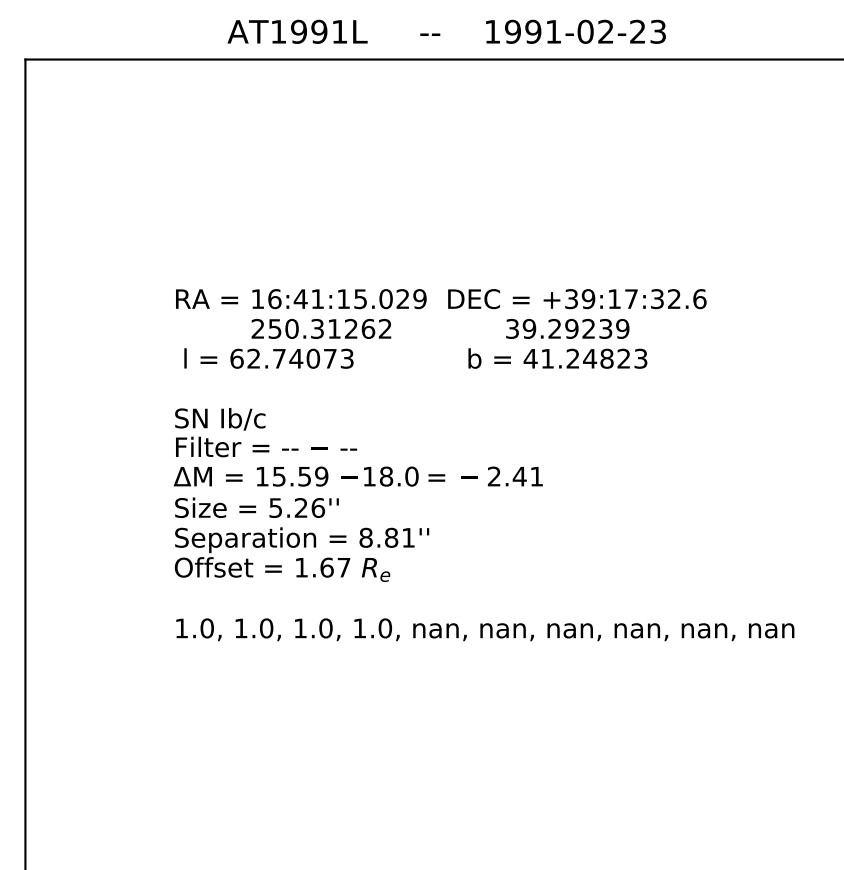 AT1991L -- 1991-02-23
RA = 16:41:15.029 DEC = +39:17:32.6
250.31262 39.29239
l = 62.74073 b = 41.24823
SN Ib/c
Filter = -- − --
ΔM = 15.59 −18.0 = − 2.41
Size = 5.26''
Separation = 8.81''
Offset = 1.67 Rₑ
1.0, 1.0, 1.0, 1.0, nan, nan, nan, nan, nan, nan